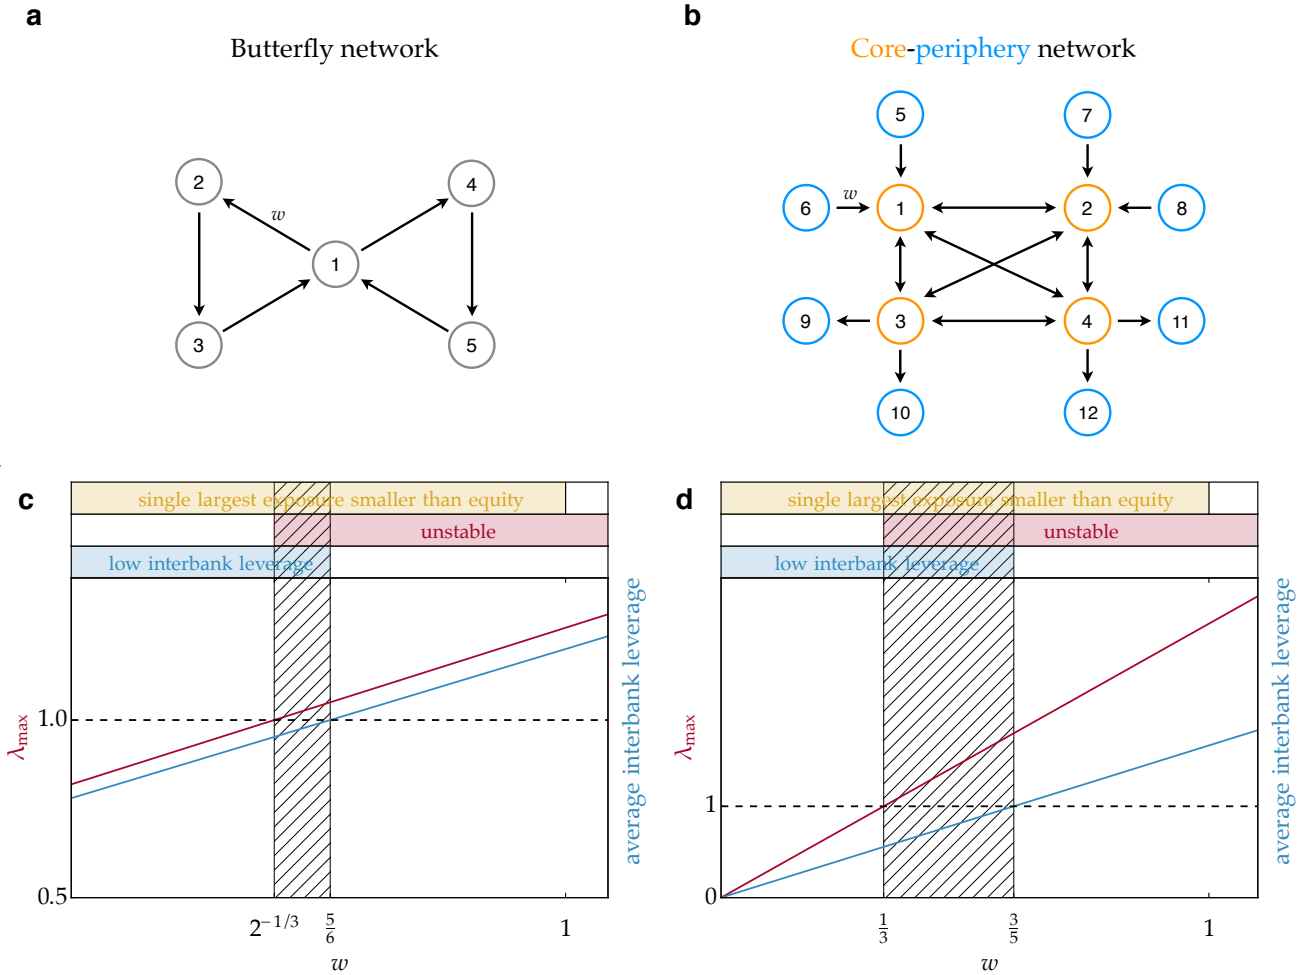 a
Butterfly network
2
4
w
1
3
5
b
Core-periphery network
5
7
6
w
1
2
8
9
3
4
11
10
12
c
single largest exposure smaller than equity
unstable
low interbank leverage
1.0
0.5
λmax
average interbank leverage
2^{-1/3}
5/6
1
w
d
single largest exposure smaller than equity
unstable
low interbank leverage
1
0
λmax
average interbank leverage
1/3
3/5
1
w